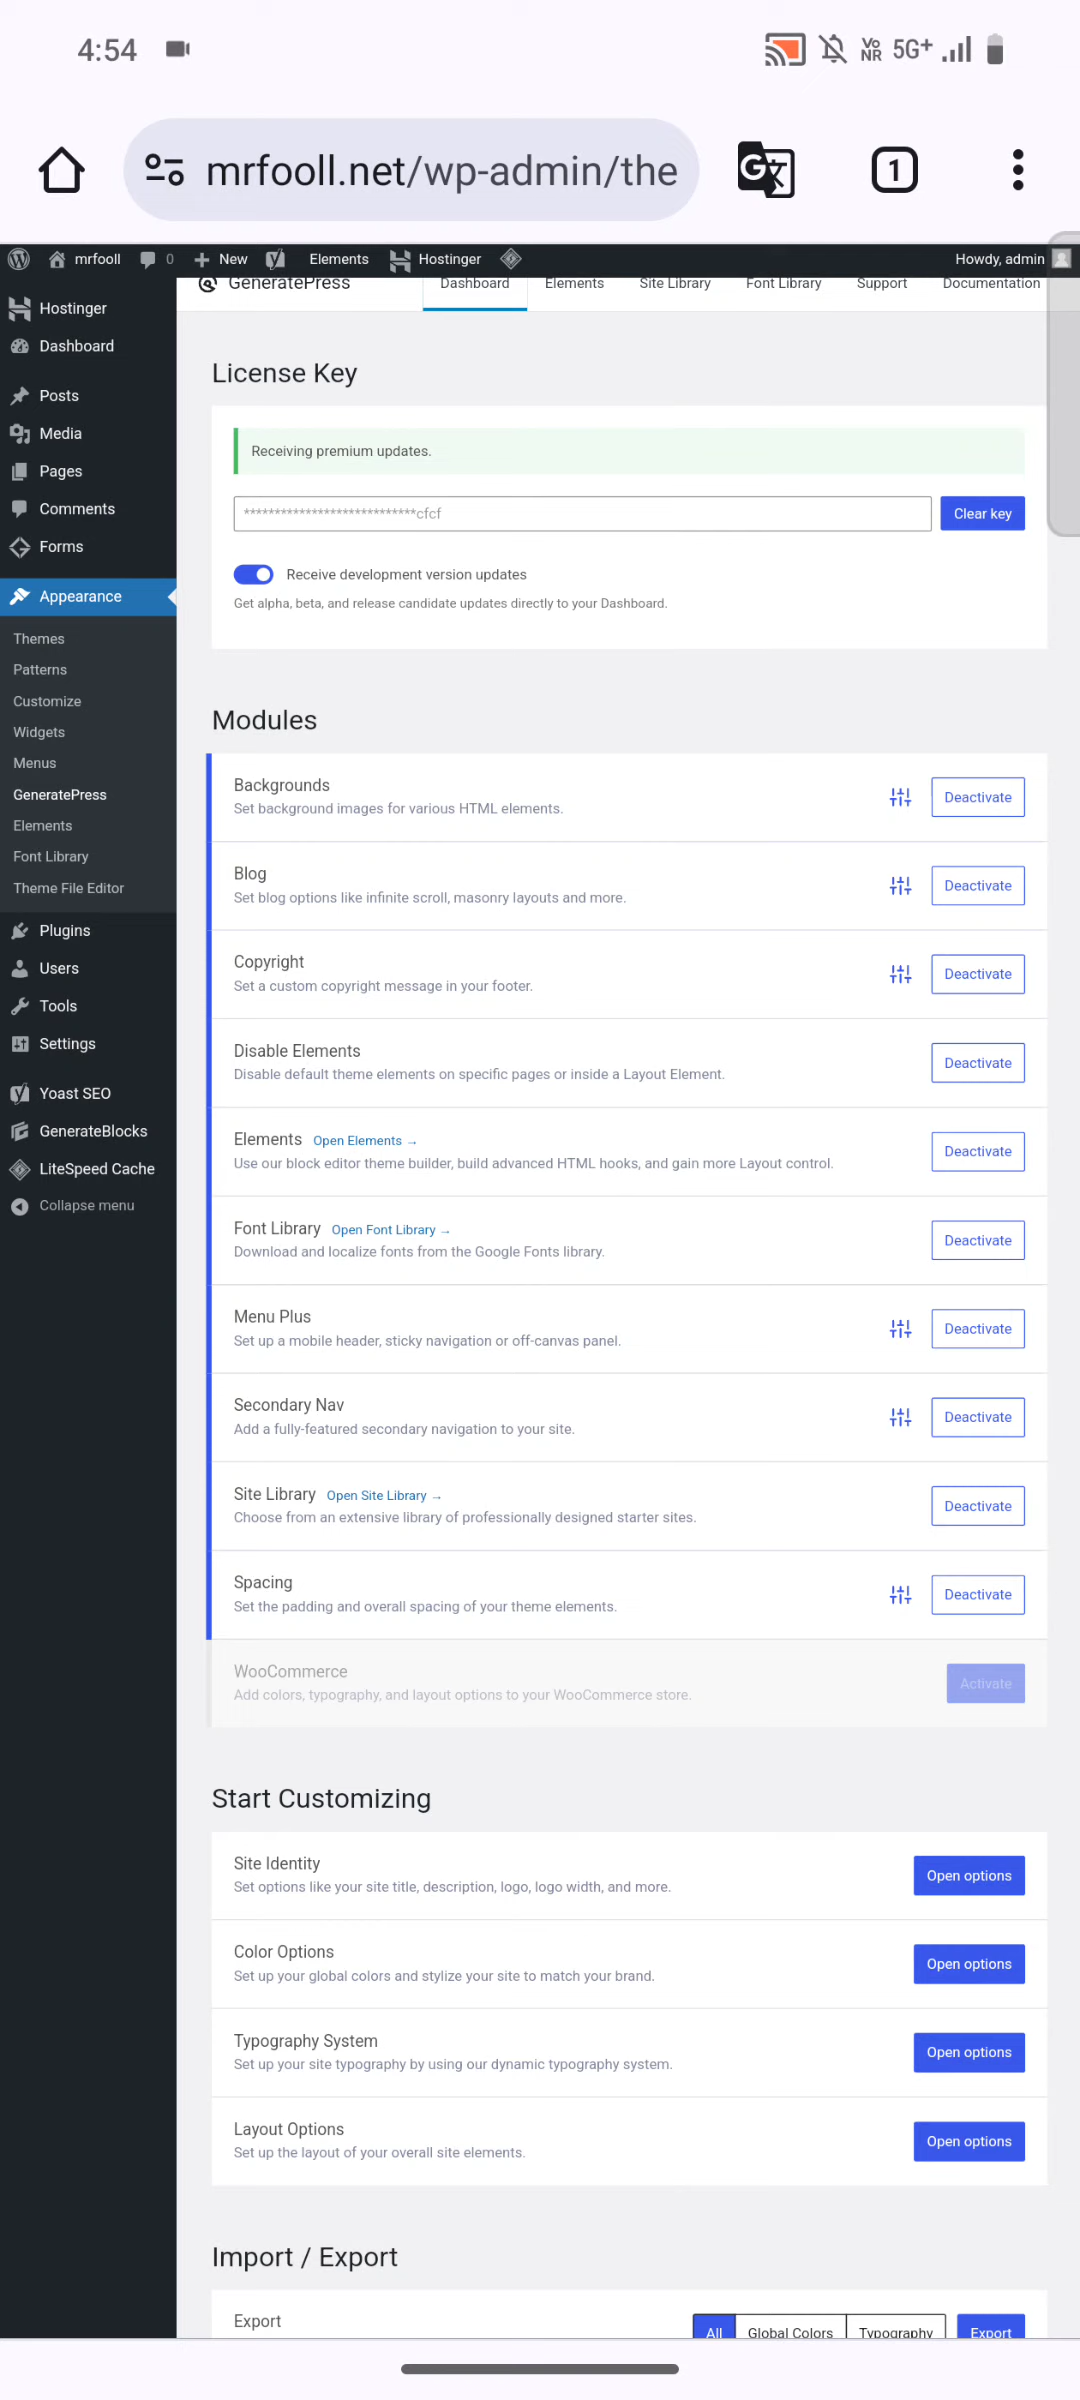 4:54
Vo NR 5G+
mrfooll.net/wp-admin/the
1
mrfooll 0 New Elements Hostinger Howdy, admin
GeneratePress Dashboard Elements Site Library Font Library Support Documentation
Hostinger
Dashboard
Posts
Media
Pages
Comments
Forms
Appearance
Themes
Patterns
Customize
Widgets
Menus
GeneratePress
Elements
Font Library
Theme File Editor
Plugins
Users
Tools
Settings
Yoast SEO
GenerateBlocks
LiteSpeed Cache
Collapse menu
License Key
Receiving premium updates.
****************************cfcf Clear key
Receive development version updates
Get alpha, beta, and release candidate updates directly to your Dashboard.
Modules
Backgrounds
Set background images for various HTML elements.
Deactivate
Blog
Set blog options like infinite scroll, masonry layouts and more.
Deactivate
Copyright
Set a custom copyright message in your footer.
Deactivate
Disable Elements
Disable default theme elements on specific pages or inside a Layout Element.
Deactivate
Elements Open Elements →
Use our block editor theme builder, build advanced HTML hooks, and gain more Layout control.
Deactivate
Font Library Open Font Library →
Download and localize fonts from the Google Fonts library.
Deactivate
Menu Plus
Set up a mobile header, sticky navigation or off-canvas panel.
Deactivate
Secondary Nav
Add a fully-featured secondary navigation to your site.
Deactivate
Site Library Open Site Library →
Choose from an extensive library of professionally designed starter sites.
Deactivate
Spacing
Set the padding and overall spacing of your theme elements.
Deactivate
WooCommerce
Add colors, typography, and layout options to your WooCommerce store.
Activate
Start Customizing
Site Identity
Set options like your site title, description, logo, logo width, and more.
Open options
Color Options
Set up your global colors and stylize your site to match your brand.
Open options
Typography System
Set up your site typography by using our dynamic typography system.
Open options
Layout Options
Set up the layout of your overall site elements.
Open options
Import / Export
Export
All Global Colors Typography Export